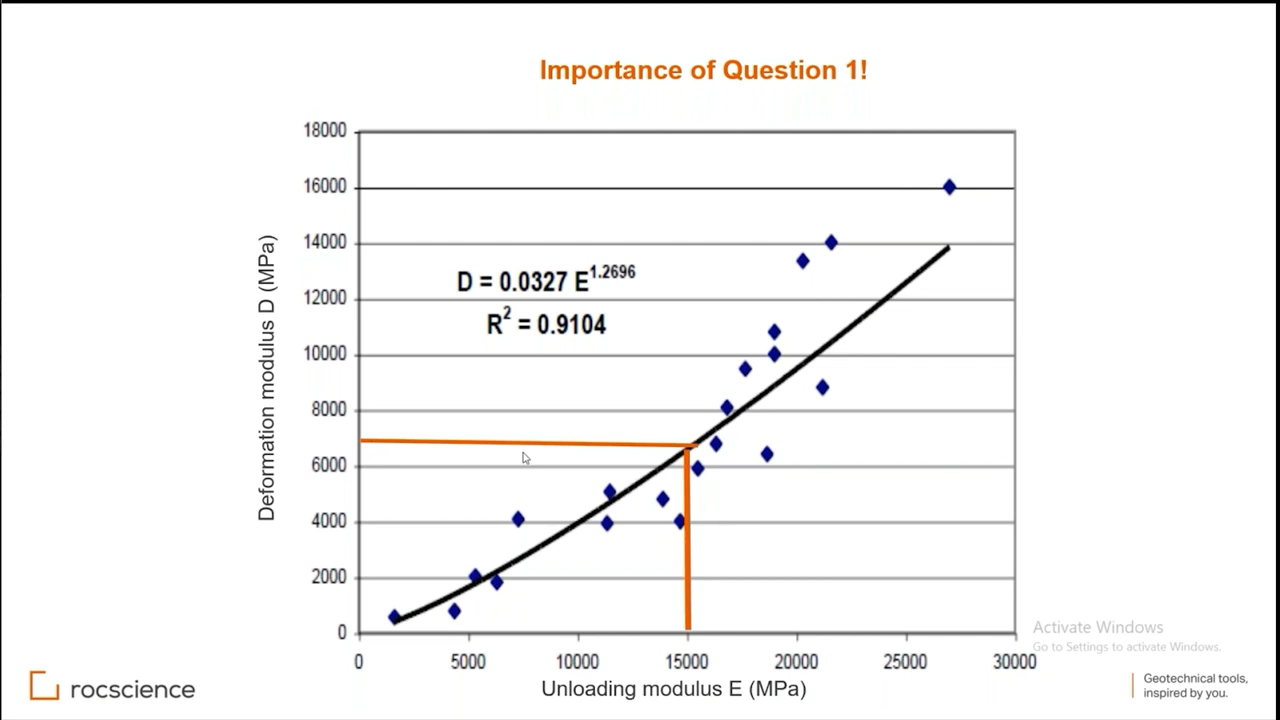 Importance of Question 1!
18000
16000
14000
12000
10000
8000
6000
4000
2000
0
Deformation modulus D (MPa)
D = 0.0327 E^1.2696
R² = 0.9104
0 5000 10000 15000 20000 25000 30000
Unloading modulus E (MPa)
Activate Windows
Go to Settings to activate Windows.
rocscience
Geotechnical tools,
inspired by you.